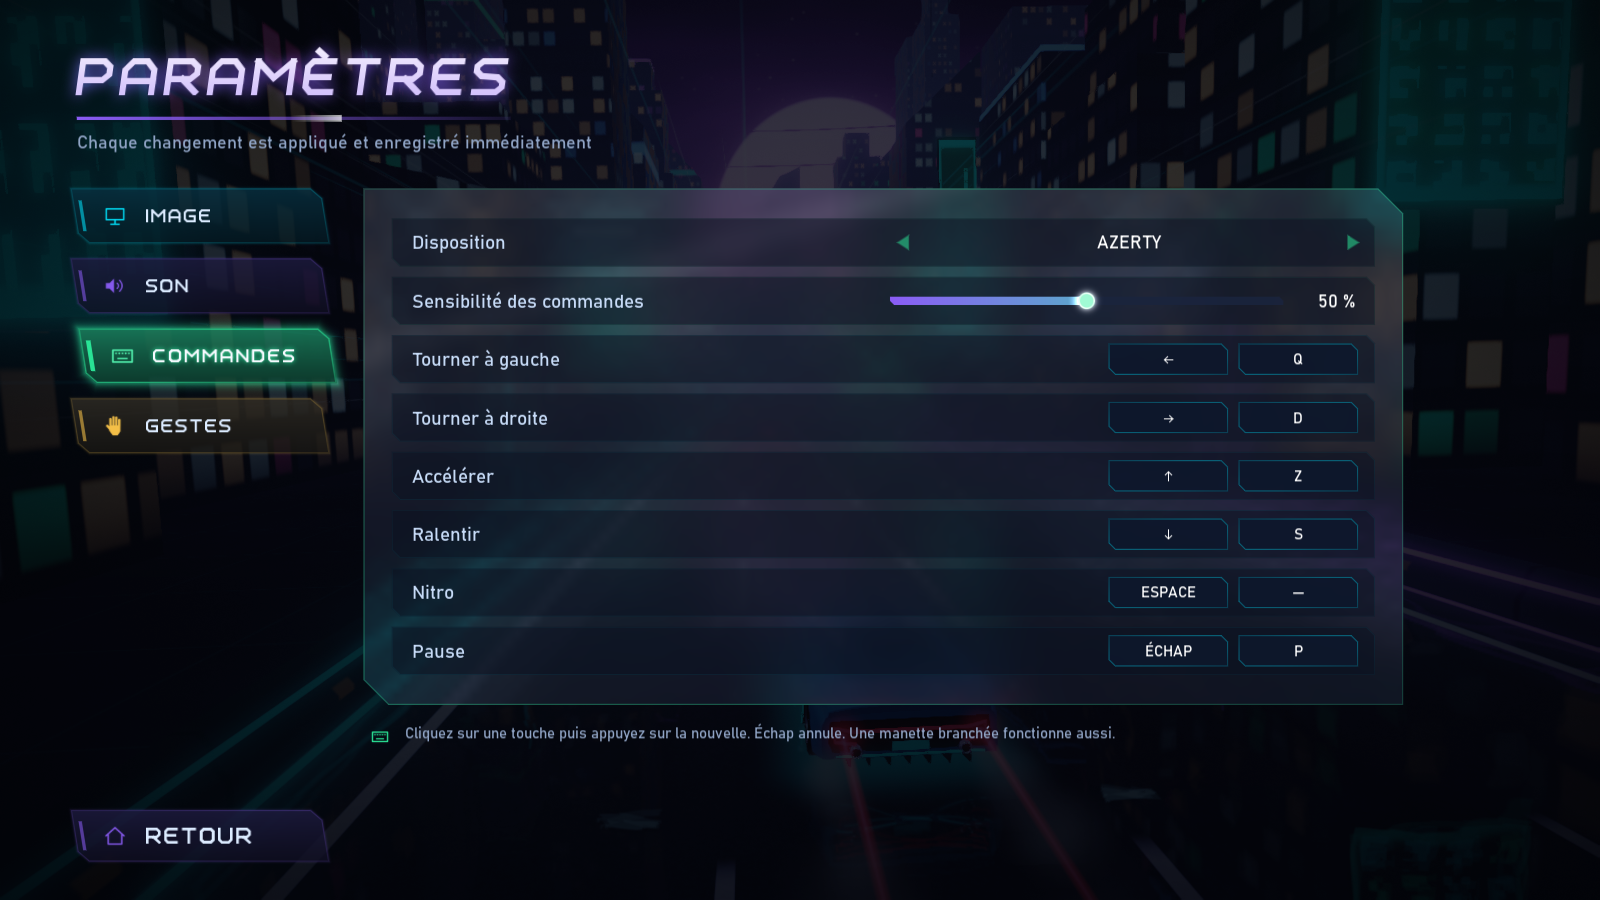 PARAMÈTRES
Chaque changement est appliqué et enregistré immédiatement
IMAGE
SON
COMMANDES
GESTES
RETOUR
Disposition AZERTY
Sensibilité des commandes 50 %
Tourner à gauche ← Q
Tourner à droite → D
Accélérer ↑ Z
Ralentir ↓ S
Nitro ESPACE —
Pause ÉCHAP P
Cliquez sur une touche puis appuyez sur la nouvelle. Échap annule. Une manette branchée fonctionne aussi.